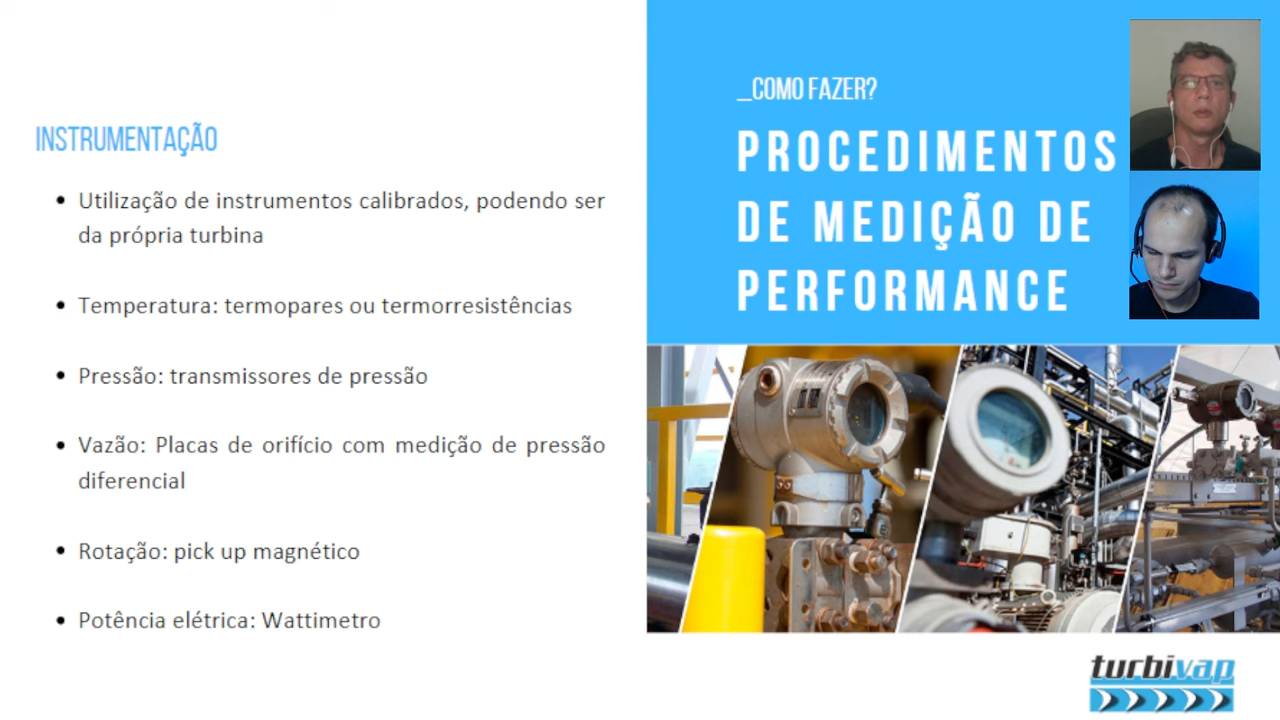 INSTRUMENTAÇÃO
• Utilização de instrumentos calibrados, podendo ser
da própria turbina
• Temperatura: termopares ou termorresistências
• Pressão: transmissores de pressão
• Vazão: Placas de orifício com medição de pressão
diferencial
• Rotação: pick up magnético
• Potência elétrica: Wattimetro
_COMO FAZER?
PROCEDIMENTOS
DE MEDIÇÃO DE
PERFORMANCE
turbivap